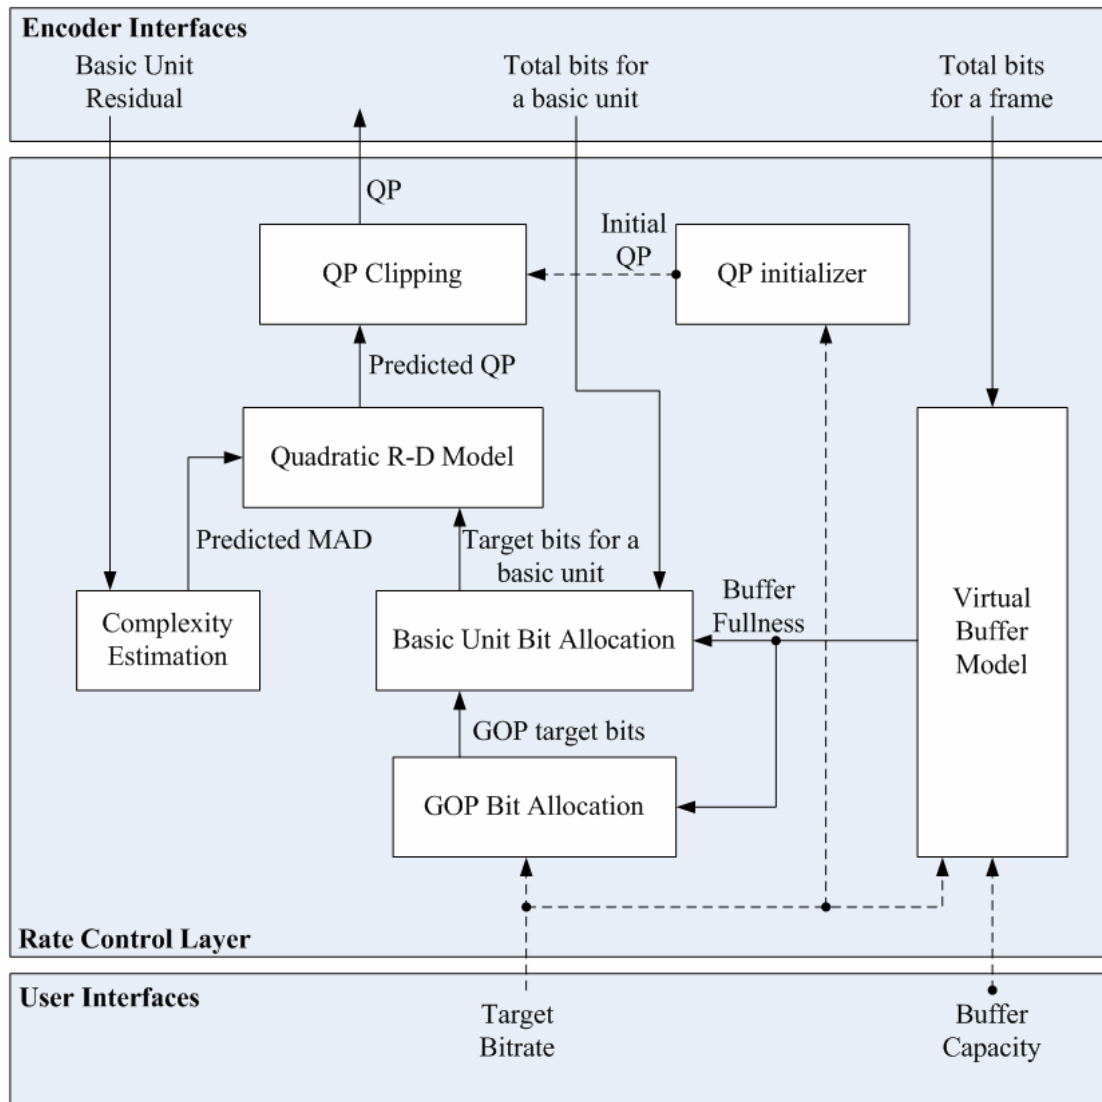 Encoder Interfaces
Basic Unit
Residual
Total bits for
a basic unit
Total bits
for a frame
QP
Initial
QP
QP Clipping
QP initializer
Predicted QP
Quadratic R-D Model
Predicted MAD
Target bits for a
basic unit
Complexity
Estimation
Basic Unit Bit Allocation
Buffer
Fullness
Virtual
Buffer
Model
GOP target bits
GOP Bit Allocation
Rate Control Layer
User Interfaces
Target
Bitrate
Buffer
Capacity